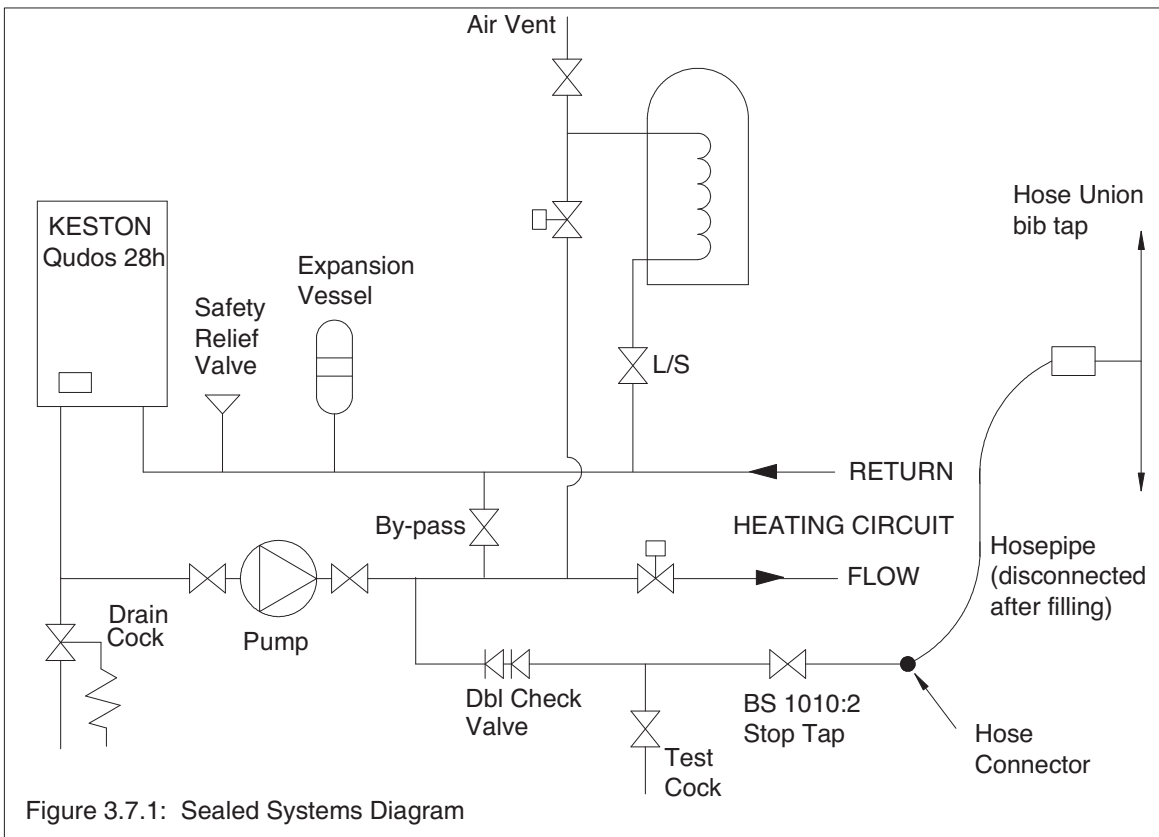 Air Vent
KESTON
Qudos 28h
Safety
Relief
Valve
Expansion
Vessel
L/S
Hose Union
bib tap
RETURN
By-pass
HEATING CIRCUIT
FLOW
Hosepipe
(disconnected
after filling)
Drain
Cock
Pump
Dbl Check
Valve
BS 1010:2
Stop Tap
Test
Cock
Hose
Connector
Figure 3.7.1: Sealed Systems Diagram